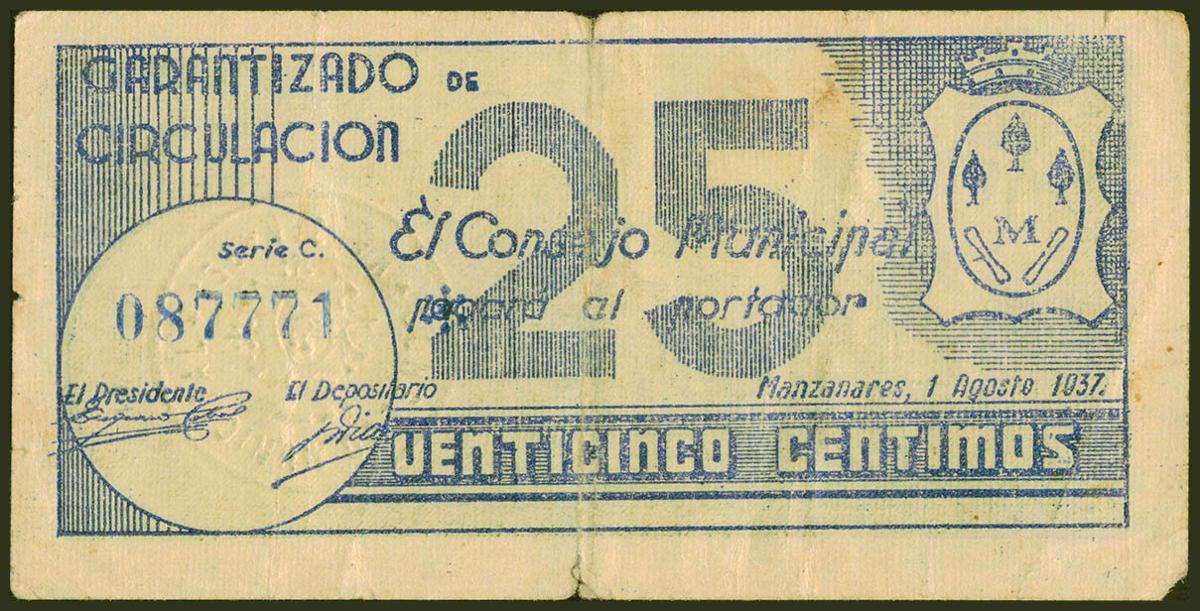 GARANTIZADO DE
CIRCULACION
25
El Consejo Municipal
pagará al portador
Serie C.
087771
El Presidente
El Depositario
Manzanares, 1 Agosto 1937.
VENTICINCO CENTIMOS
M